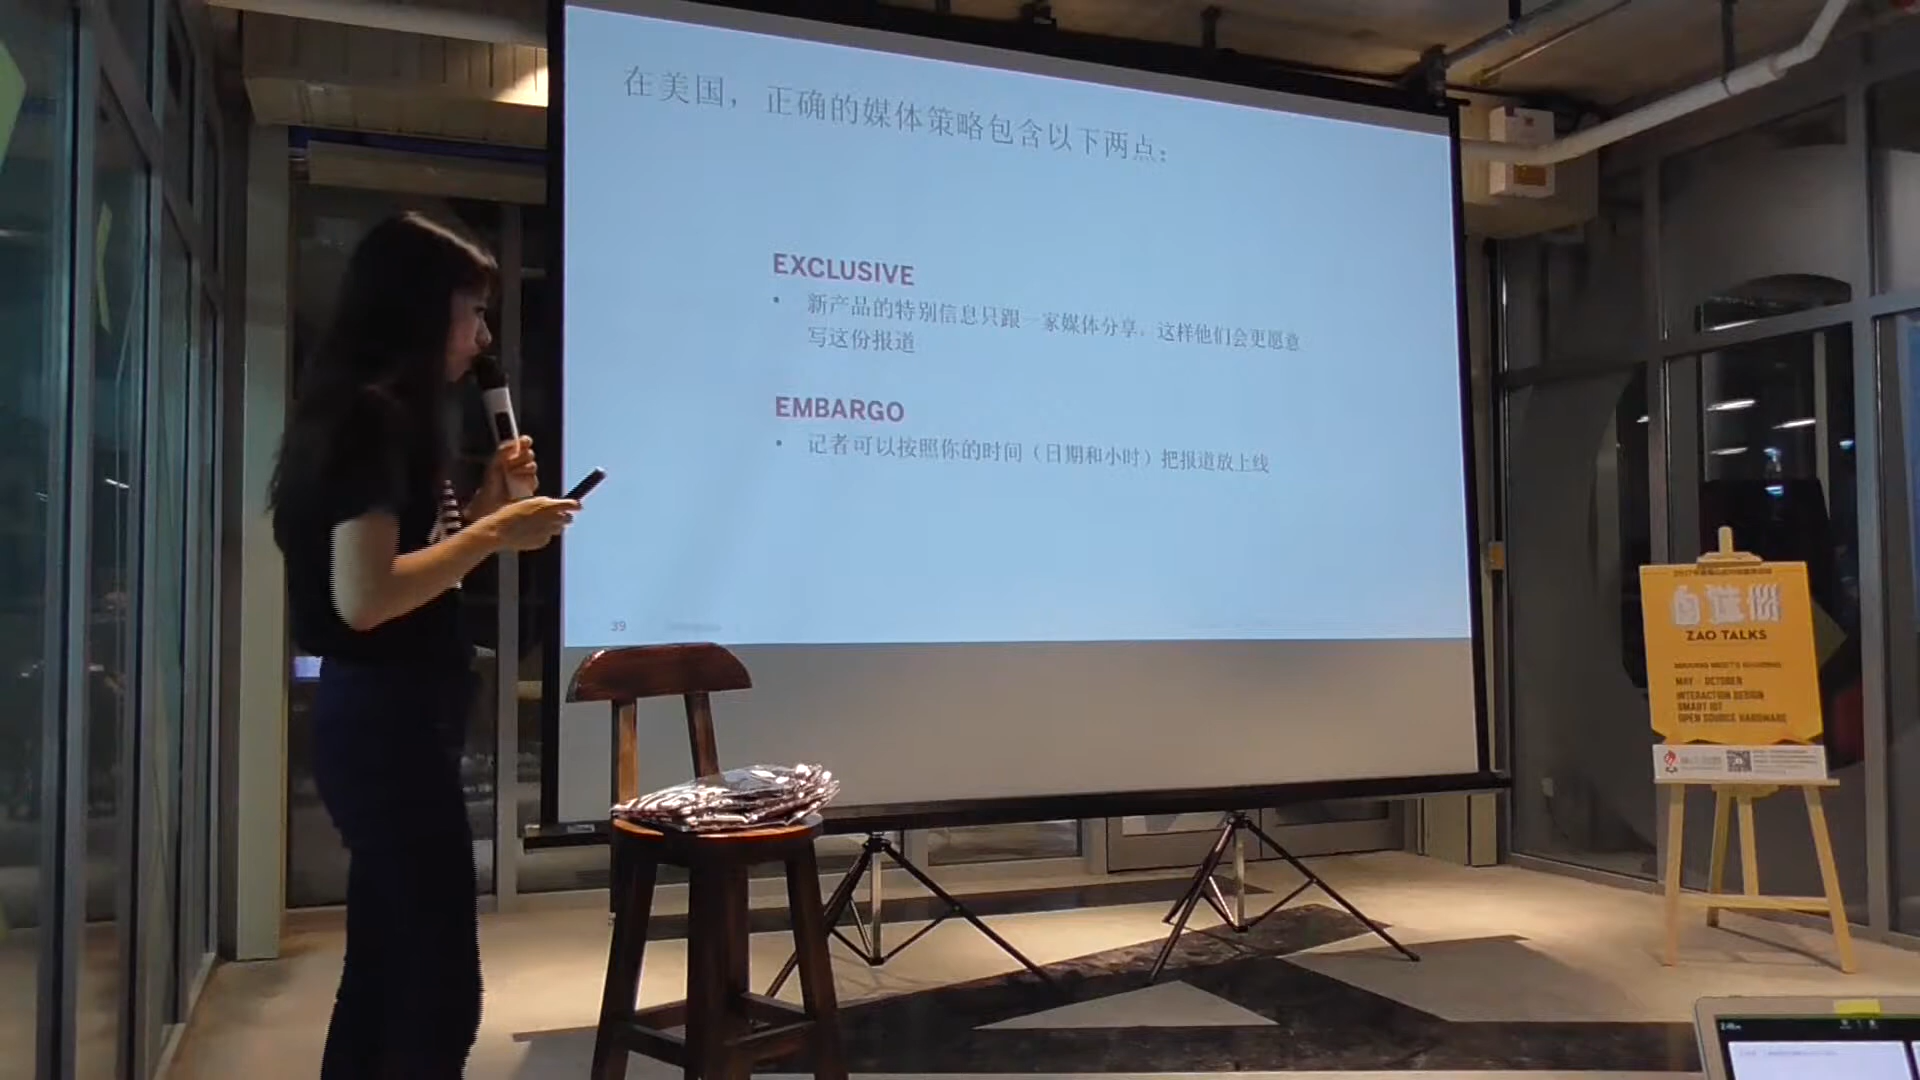 在美国，正确的媒体策略包含以下两点：
EXCLUSIVE
• 新产品的特别信息只跟一家媒体分享。这样他们会更愿意
写这份报道
EMBARGO
• 记者可以按照你的时间（日期和小时）把报道放上线
39
自造物
ZAO TALKS
MAY - OCTOBER
INTERACTION DESIGN
SMART IOT
OPEN SOURCE HARDWARE